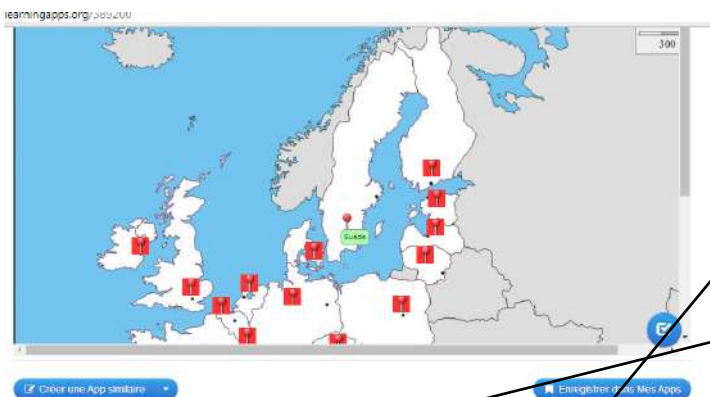 learningapps.org/389200
300
Suède
Créer une App similaire
Enregistrer dans Mes Apps